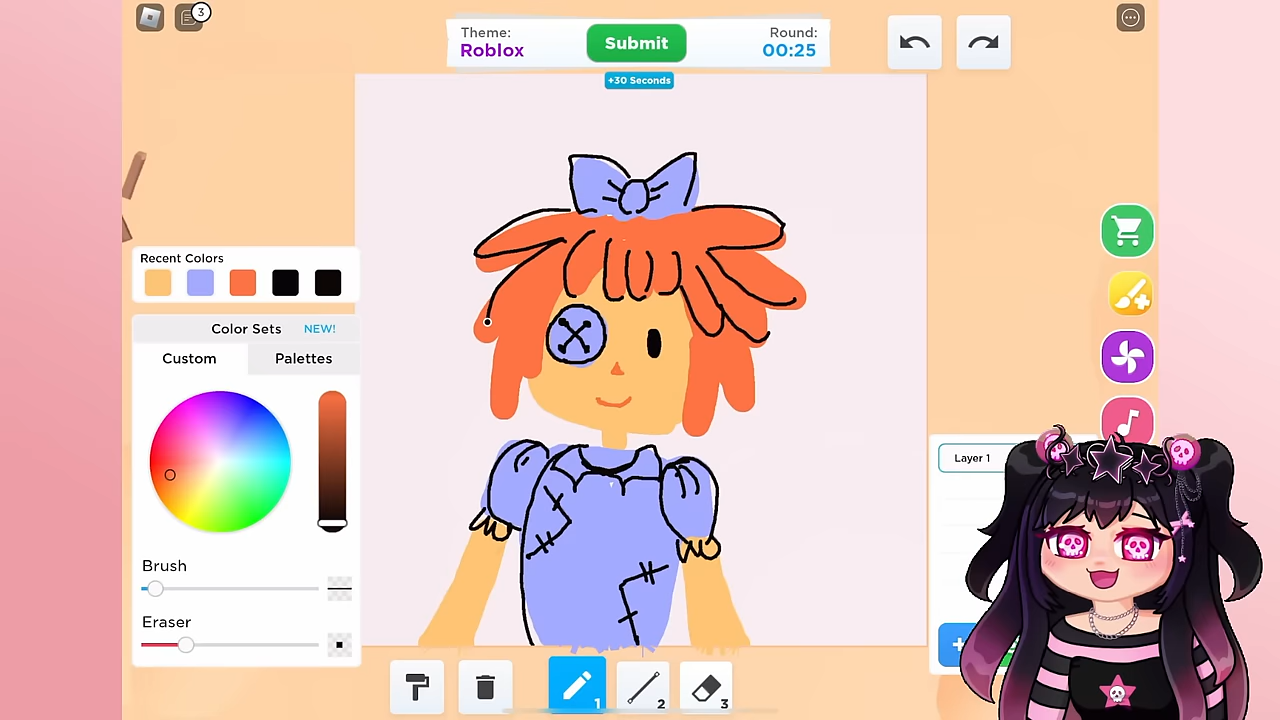 3
Theme:
Roblox
Submit
Round:
00:25
+30 Seconds
Recent Colors
Color Sets NEW!
Custom
Palettes
Layer 1
Brush
Eraser
1
2
3